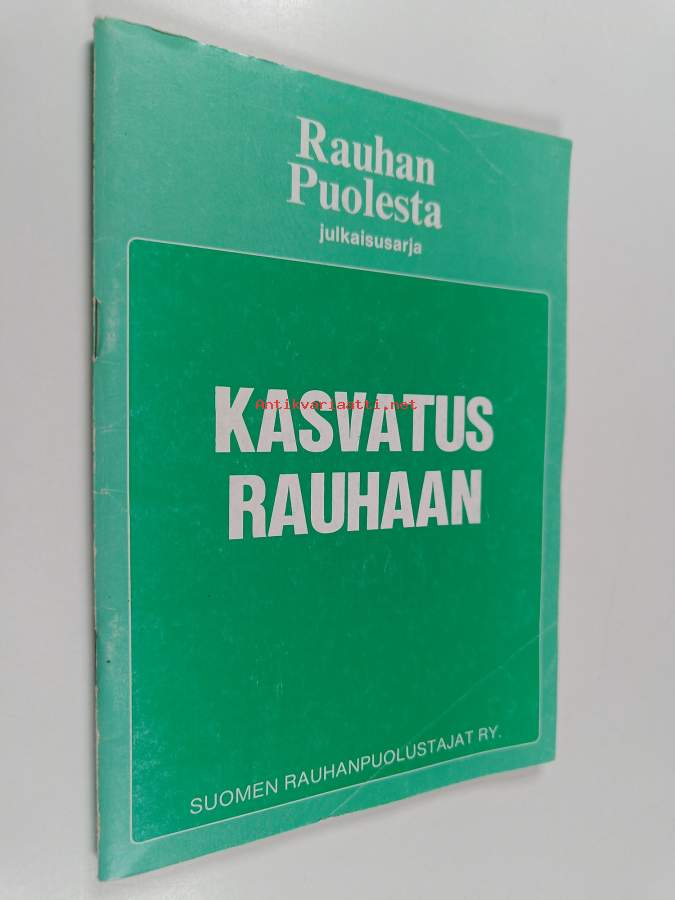 Rauhan
Puolesta
julkaisusarja
KASVATUS
Antikvariaatti.net
RAUHAAN
SUOMEN RAUHANPUOLUSTAJAT RY.